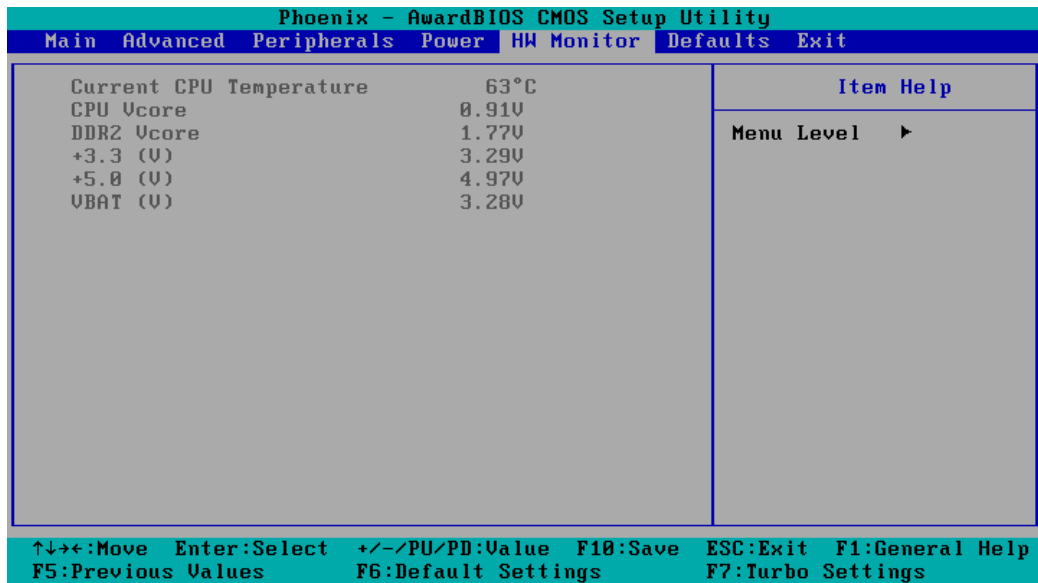 Phoenix - AwardBIOS CMOS Setup Utility
Main Advanced Peripherals Power HW Monitor Defaults Exit
Current CPU Temperature 63°C
CPU Vcore 0.91V
DDR2 Vcore 1.77V
+3.3 (V) 3.29V
+5.0 (V) 4.97V
VBAT (V) 3.28V
Item Help
Menu Level ►
↑↓→←:Move Enter:Select +/-/PU/PD:Value F10:Save ESC:Exit F1:General Help
F5:Previous Values F6:Default Settings F7:Turbo Settings